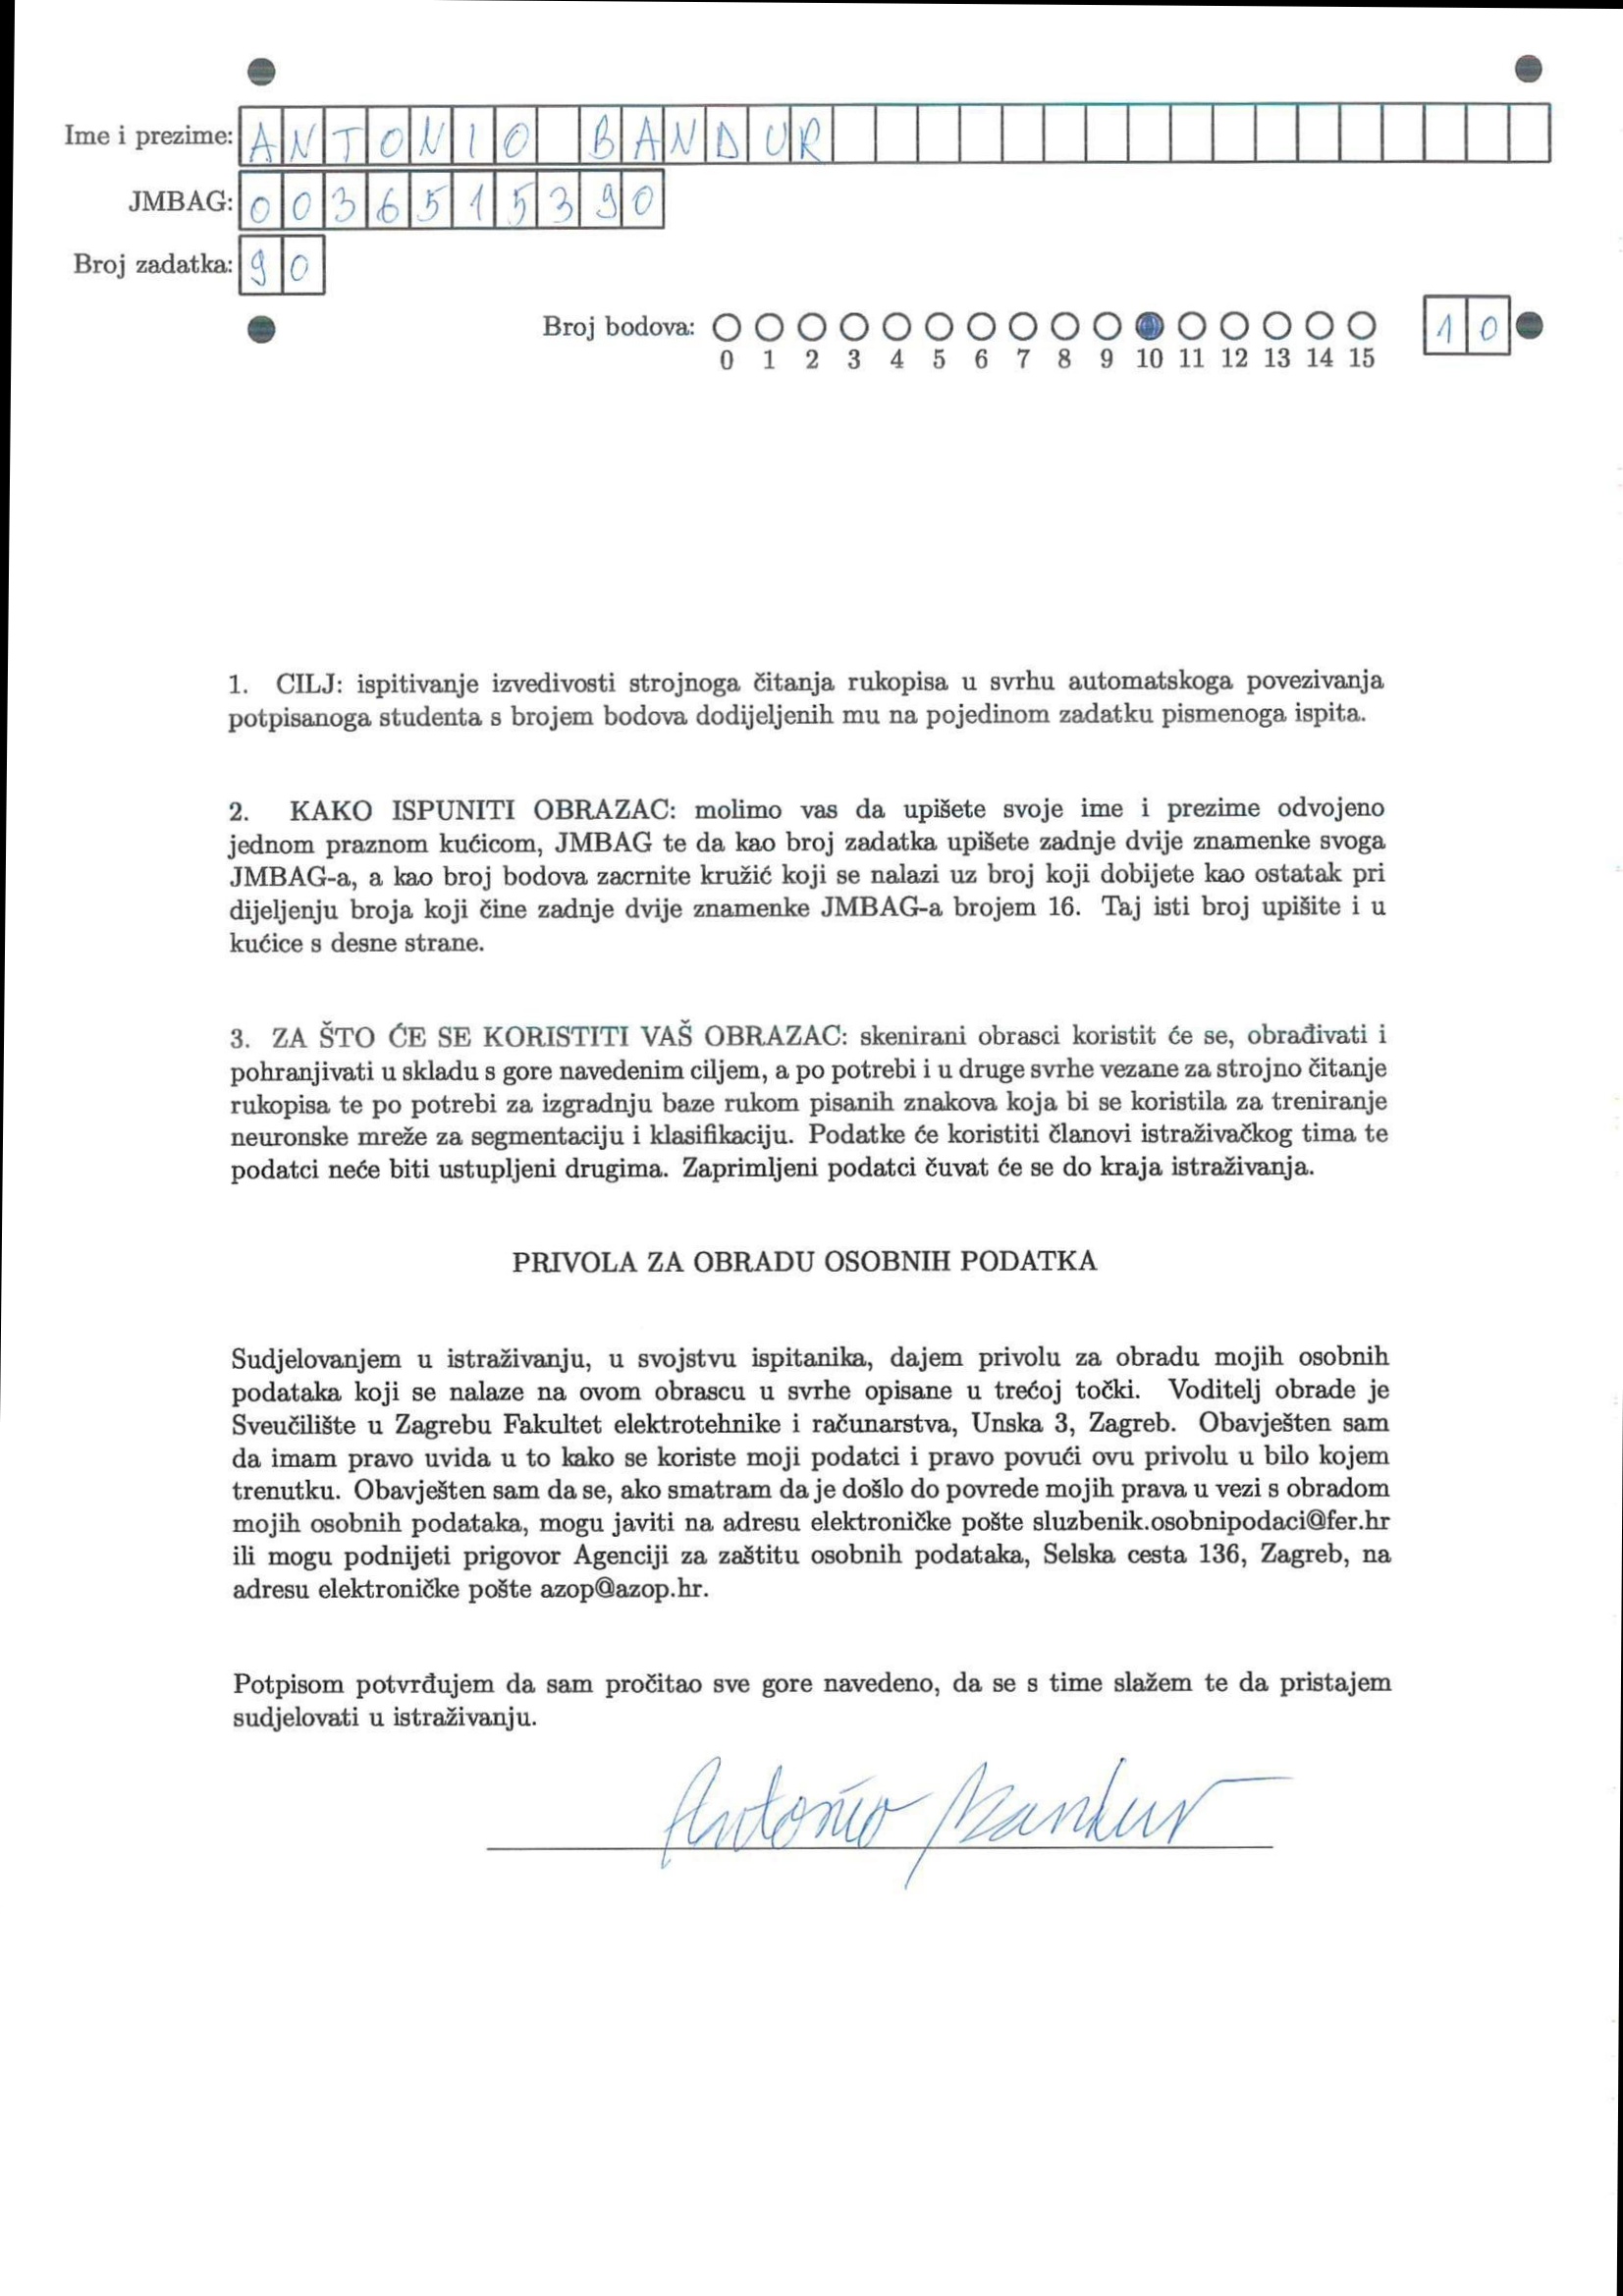 Ime i prezime: ANTONIO BANDUR
JMBAG: 0036515390
Broj zadatka: 90
Broj bodova: 10
0 1 2 3 4 5 6 7 8 9 10 11 12 13 14 15
1. CILJ: ispitivanje izvedivosti strojnoga čitanja rukopisa u svrhu automatskoga povezivanja
potpisanoga studenta s brojem bodova dodijeljenih mu na pojedinom zadatku pismenoga ispita.
2. KAKO ISPUNITI OBRAZAC: molimo vas da upišete svoje ime i prezime odvojeno
jednom praznom kućicom, JMBAG te da kao broj zadatka upišete zadnje dvije znamenke svoga
JMBAG-a, a kao broj bodova zacrnite kružić koji se nalazi uz broj koji dobijete kao ostatak pri
dijeljenju broja koji čine zadnje dvije znamenke JMBAG-a brojem 16. Taj isti broj upišite i u
kućice s desne strane.
3. ZA ŠTO ĆE SE KORISTITI VAŠ OBRAZAC: skenirani obrasci koristit će se, obrađivati i
pohranjivati u skladu s gore navedenim ciljem, a po potrebi i u druge svrhe vezane za strojno čitanje
rukopisa te po potrebi za izgradnju baze rukom pisanih znakova koja bi se koristila za treniranje
neuronske mreže za segmentaciju i klasifikaciju. Podatke će koristiti članovi istraživačkog tima te
podatci neće biti ustupljeni drugima. Zaprimljeni podatci čuvat će se do kraja istraživanja.
PRIVOLA ZA OBRADU OSOBNIH PODATKA
Sudjelovanjem u istraživanju, u svojstvu ispitanika, dajem privolu za obradu mojih osobnih
podataka koji se nalaze na ovom obrascu u svrhe opisane u trećoj točki. Voditelj obrade je
Sveučilište u Zagrebu Fakultet elektrotehnike i računarstva, Unska 3, Zagreb. Obavješten sam
da imam pravo uvida u to kako se koriste moji podatci i pravo povući ovu privolu u bilo kojem
trenutku. Obavješten sam da se, ako smatram da je došlo do povrede mojih prava u vezi s obradom
mojih osobnih podataka, mogu javiti na adresu elektroničke pošte sluzbenik.osobnipodaci@fer.hr
ili mogu podnijeti prigovor Agenciji za zaštitu osobnih podataka, Selska cesta 136, Zagreb, na
adresu elektroničke pošte azop@azop.hr.
Potpisom potvrđujem da sam pročitao sve gore navedeno, da se s time slažem te da pristajem
sudjelovati u istraživanju.
Antonio Bandur